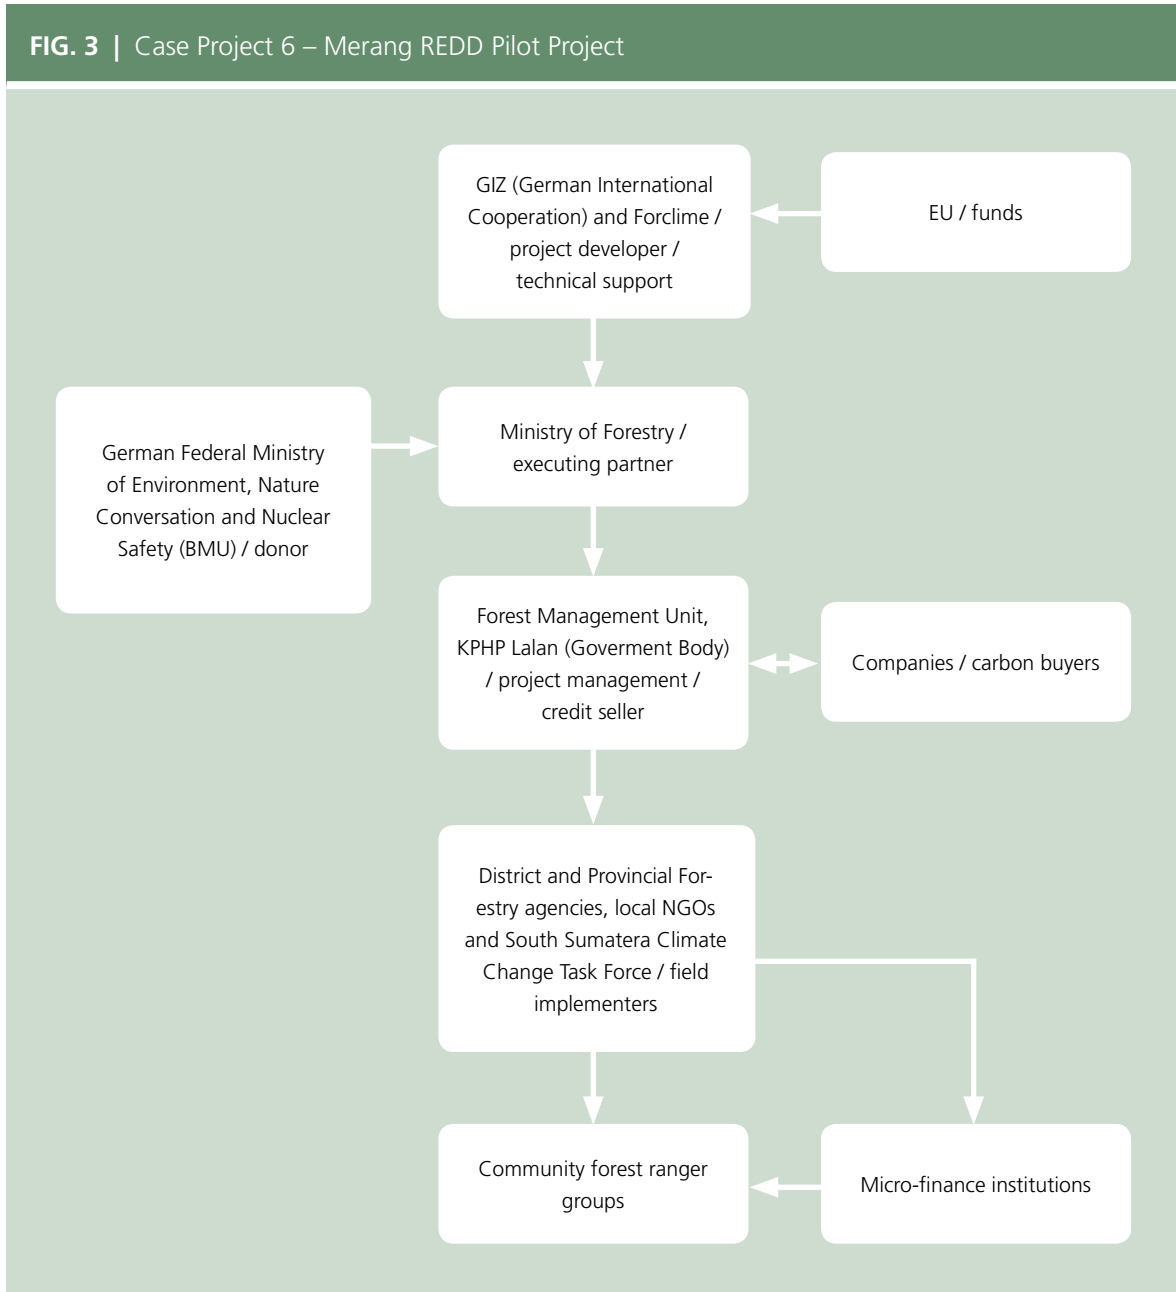 FIG. 3 | Case Project 6 – Merang REDD Pilot Project
GIZ (German International
Cooperation) and Forclime /
project developer /
technical support
EU / funds
German Federal Ministry
of Environment, Nature
Conversation and Nuclear
Safety (BMU) / donor
Ministry of Forestry /
executing partner
Forest Management Unit,
KPHP Lalan (Goverment Body)
/ project management /
credit seller
Companies / carbon buyers
District and Provincial For-
estry agencies, local NGOs
and South Sumatera Climate
Change Task Force / field
implementers
Community forest ranger
groups
Micro-finance institutions